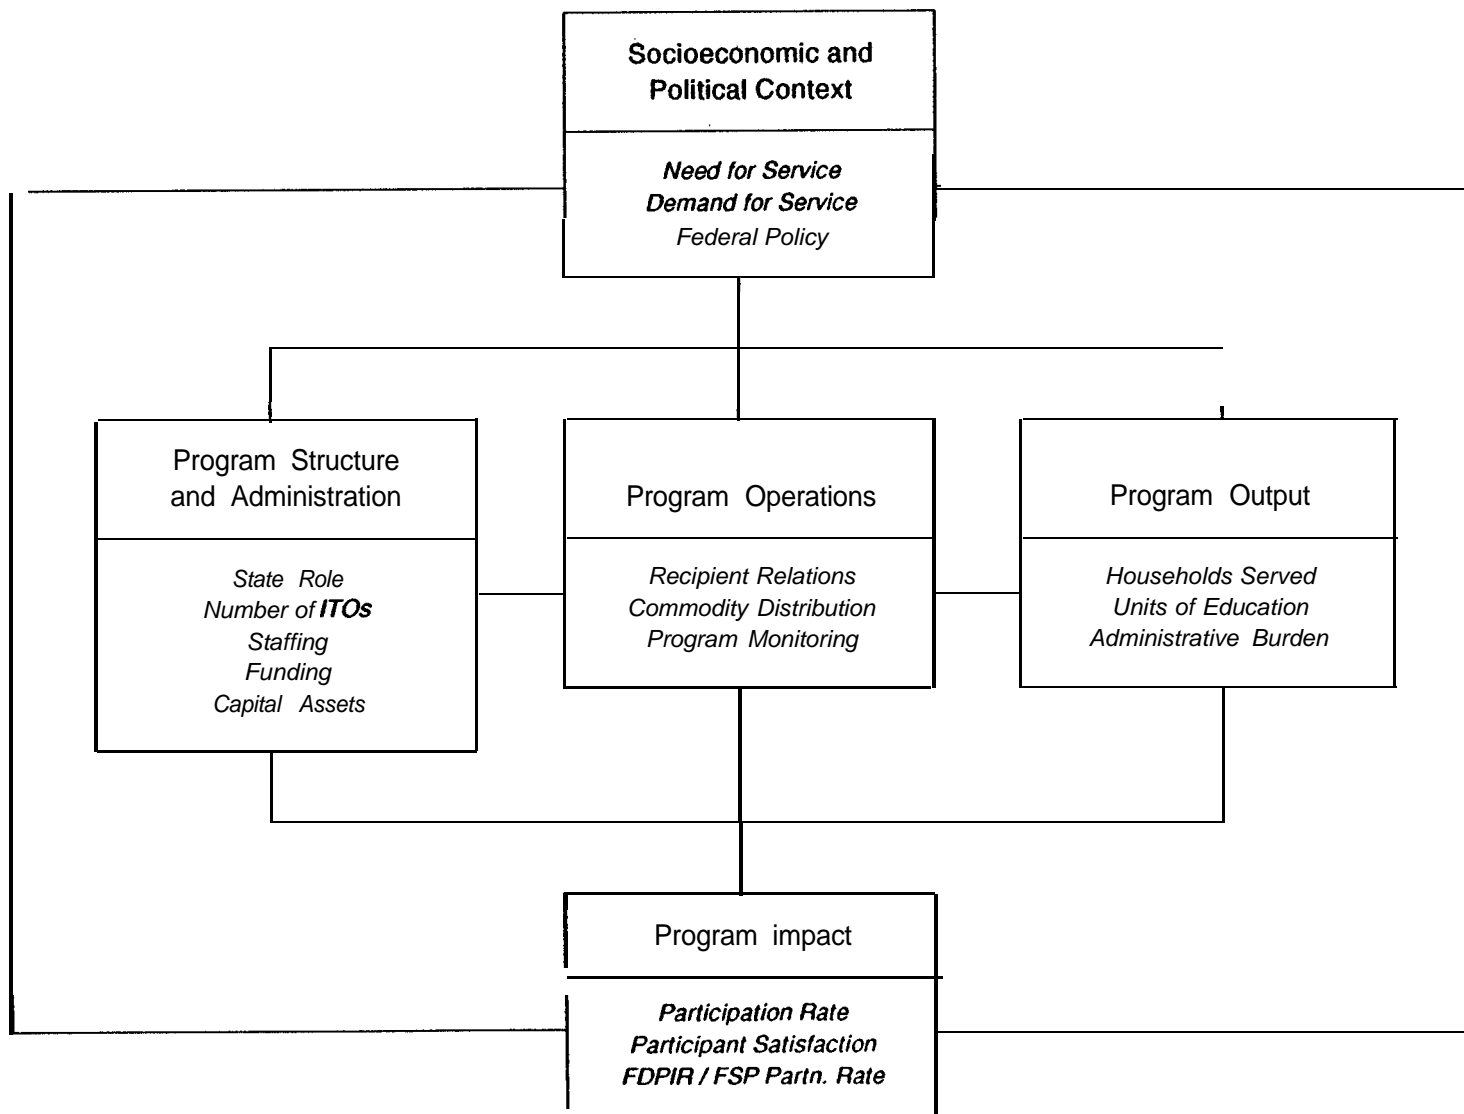 Socioeconomic and
Political Context
Need for Service
Demand for Service
Federal Policy
Program Structure
and Administration
State Role
Number of ITOs
Staffing
Funding
Capital Assets
Program Operations
Recipient Relations
Commodity Distribution
Program Monitoring
Program Output
Households Served
Units of Education
Administrative Burden
Program impact
Participation Rate
Participant Satisfaction
FDPIR / FSP Partn. Rate